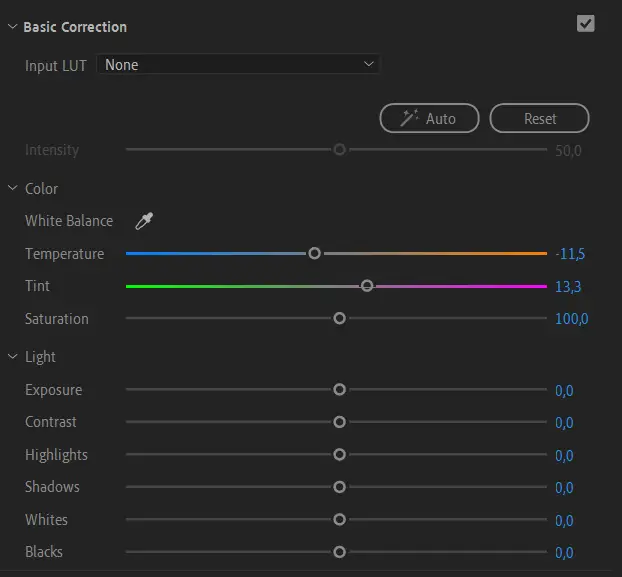 Basic Correction
Input LUT None
Auto Reset
Intensity 50,0
Color
White Balance
Temperature -11,5
Tint 13,3
Saturation 100,0
Light
Exposure 0,0
Contrast 0,0
Highlights 0,0
Shadows 0,0
Whites 0,0
Blacks 0,0